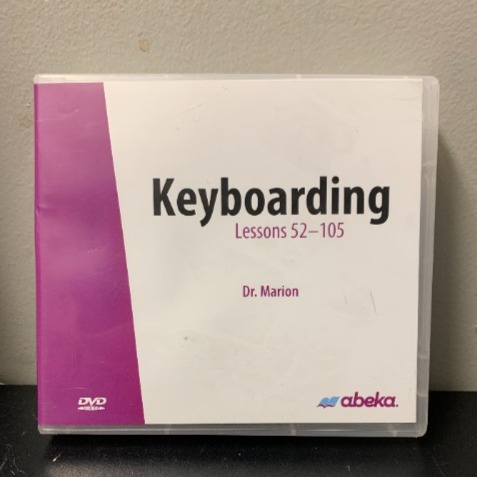 Keyboarding
Lessons 52–105
Dr. Marion
DVD
abeka.